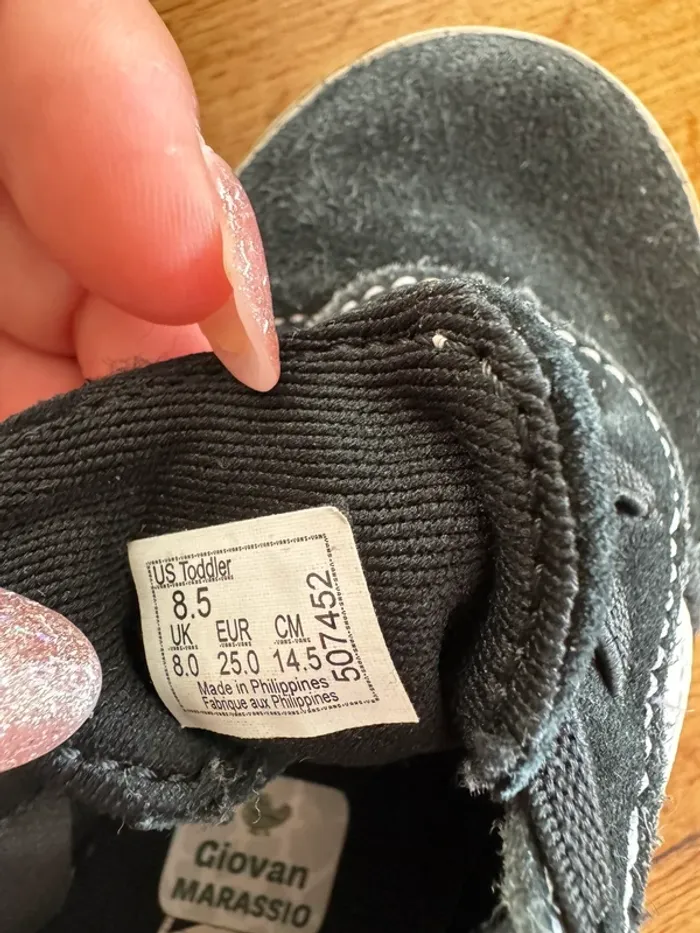 US Toddler
8.5
UK EUR CM
8.0 25.0 14.5
507452
Made in Philippines
Fabrique aux Philippines
Giovan
MARASSIO